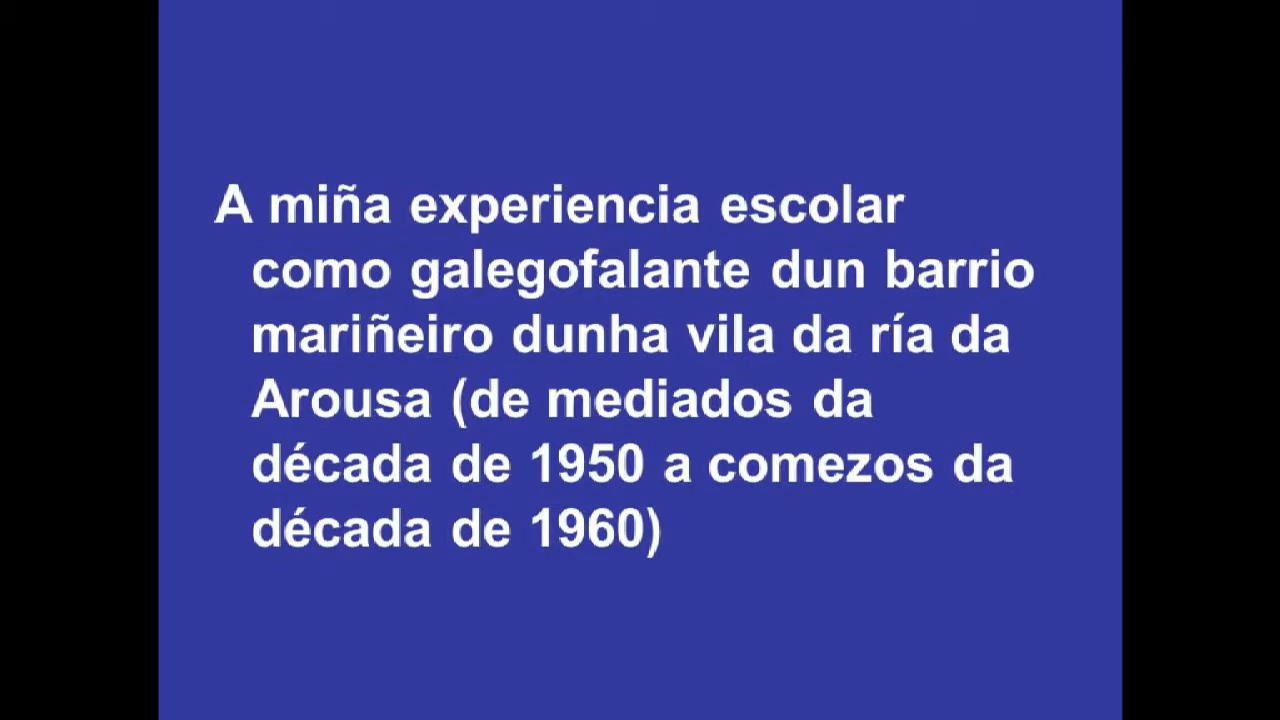 A miña experiencia escolar
como galegofalante dun barrio
mariñeiro dunha vila da ría da
Arousa (de mediados da
década de 1950 a comezos da
década de 1960)